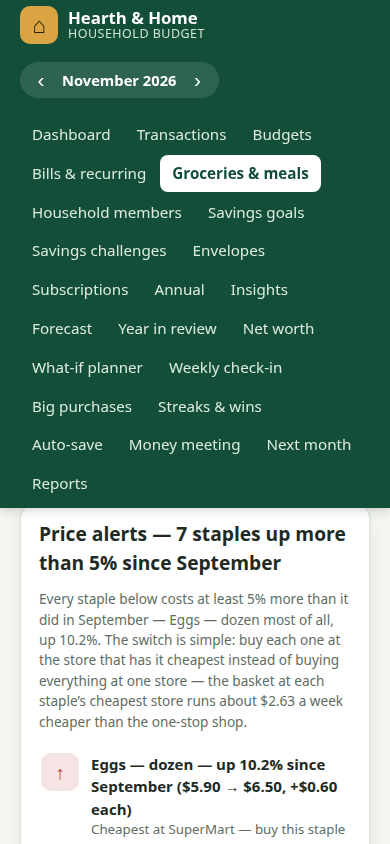 Hearth & Home
HOUSEHOLD BUDGET
‹ November 2026 ›
Dashboard Transactions Budgets
Bills & recurring Groceries & meals
Household members Savings goals
Savings challenges Envelopes
Subscriptions Annual Insights
Forecast Year in review Net worth
What-if planner Weekly check-in
Big purchases Streaks & wins
Auto-save Money meeting Next month
Reports
Price alerts — 7 staples up more
than 5% since September
Every staple below costs at least 5% more than it
did in September — Eggs — dozen most of all,
up 10.2%. The switch is simple: buy each one at
the store that has it cheapest instead of buying
everything at one store — the basket at each
staple’s cheapest store runs about $2.63 a week
cheaper than the one-stop shop.
↑ Eggs — dozen — up 10.2% since
September ($5.90 → $6.50, +$0.60
each)
Cheapest at SuperMart — buy this staple